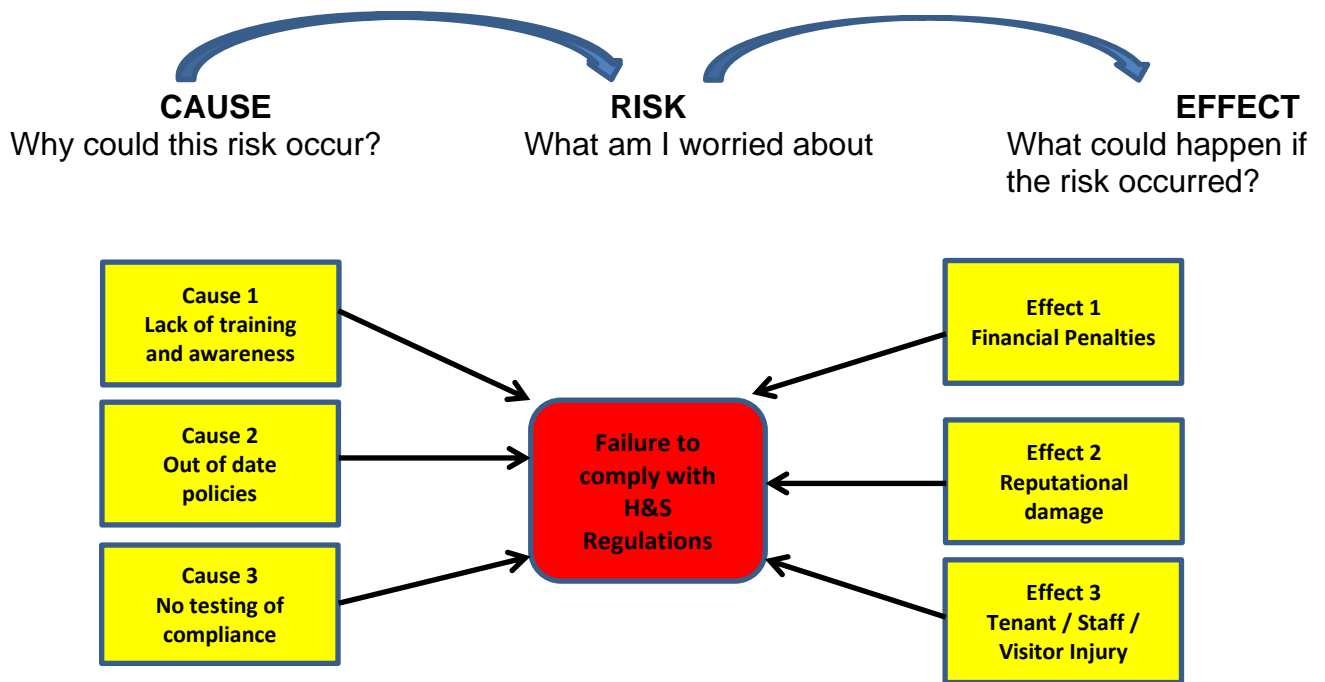 CAUSE
Why could this risk occur?
RISK
What am I worried about
EFFECT
What could happen if
the risk occurred?
Cause 1
Lack of training
and awareness
Cause 2
Out of date
policies
Cause 3
No testing of
compliance
Failure to
comply with
H&S
Regulations
Effect 1
Financial Penalties
Effect 2
Reputational
damage
Effect 3
Tenant / Staff /
Visitor Injury